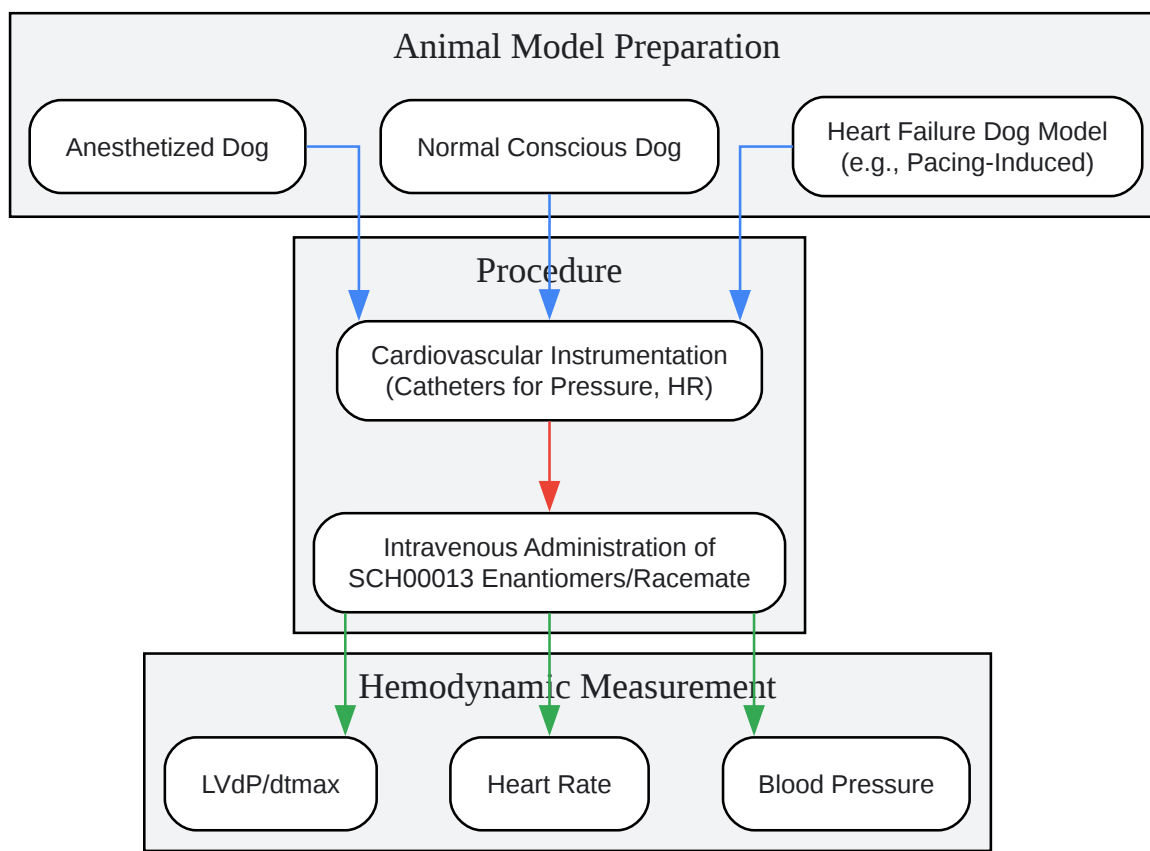 Animal Model Preparation
Anesthetized Dog
Normal Conscious Dog
Heart Failure Dog Model
(e.g., Pacing-Induced)
Procedure
Cardiovascular Instrumentation
(Catheters for Pressure, HR)
Intravenous Administration of
SCH00013 Enantiomers/Racemate
Hemodynamic Measurement
LVdP/dtmax
Heart Rate
Blood Pressure